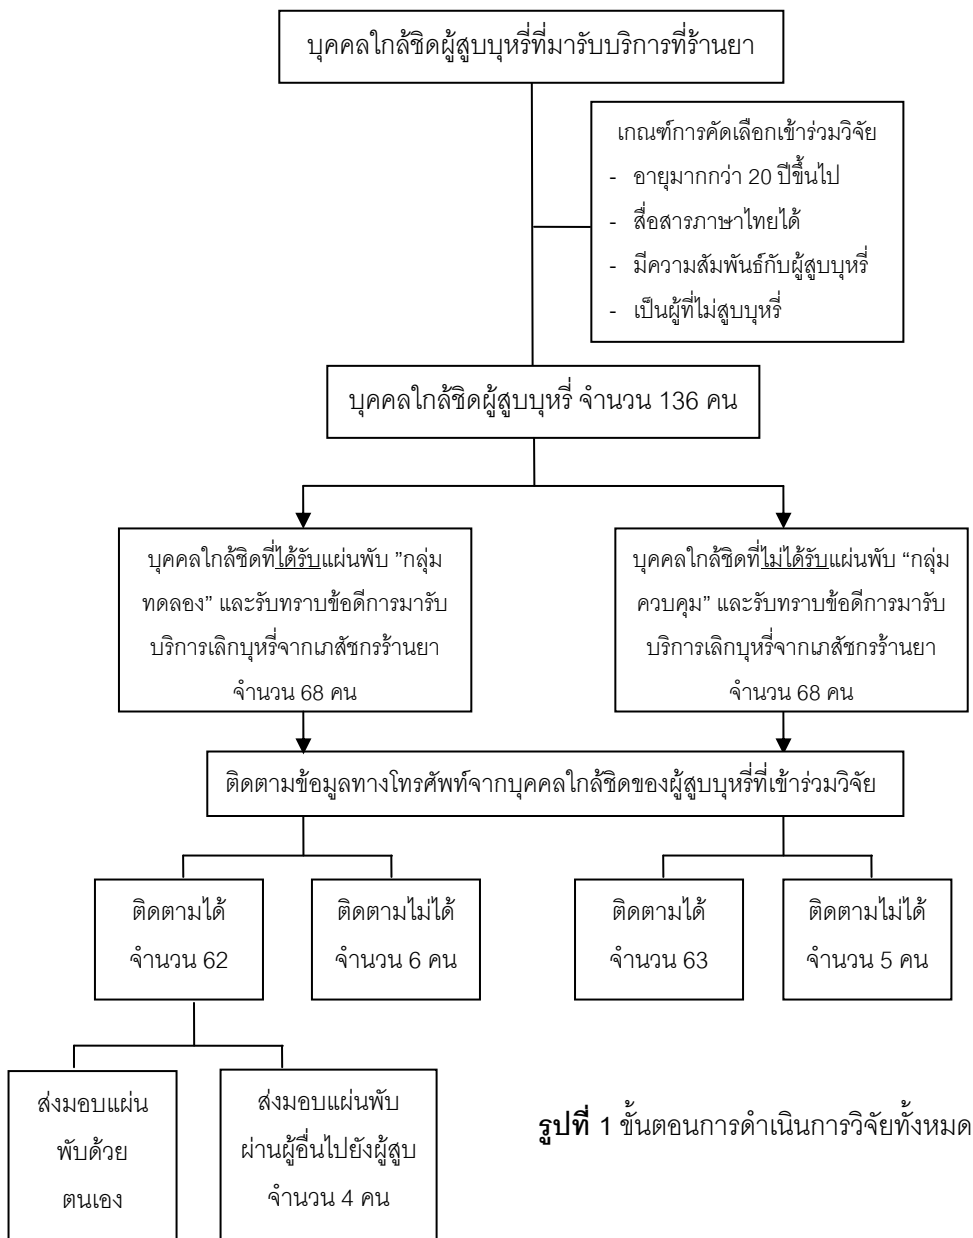 บุคคลใกล้ชิดผู้สูบบุหรี่ที่มารับบริการที่ร้านยา
เกณฑ์การคัดเลือกเข้าร่วมวิจัย
- อายุมากกว่า 20 ปีขึ้นไป
- สื่อสารภาษาไทยได้
- มีความสัมพันธ์กับผู้สูบบุหรี่
- เป็นผู้ที่ไม่สูบบุหรี่
บุคคลใกล้ชิดผู้สูบบุหรี่ จำนวน 136 คน
บุคคลใกล้ชิดที่ได้รับแผ่นพับ ”กลุ่ม
ทดลอง” และรับทราบข้อดีการมารับ
บริการเลิกบุหรี่จากเภสัชกรร้านยา
จำนวน 68 คน
บุคคลใกล้ชิดที่ไม่ได้รับแผ่นพับ “กลุ่ม
ควบคุม” และรับทราบข้อดีการมารับ
บริการเลิกบุหรี่จากเภสัชกรร้านยา
จำนวน 68 คน
ติดตามข้อมูลทางโทรศัพท์จากบุคคลใกล้ชิดของผู้สูบบุหรี่ที่เข้าร่วมวิจัย
ติดตามได้
จำนวน 62
ติดตามไม่ได้
จำนวน 6 คน
ติดตามได้
จำนวน 63
ติดตามไม่ได้
จำนวน 5 คน
ส่งมอบแผ่น
พับด้วย
ตนเอง
ส่งมอบแผ่นพับ
ผ่านผู้อื่นไปยังผู้สูบ
จำนวน 4 คน
รูปที่ 1 ขั้นตอนการดำเนินการวิจัยทั้งหมด